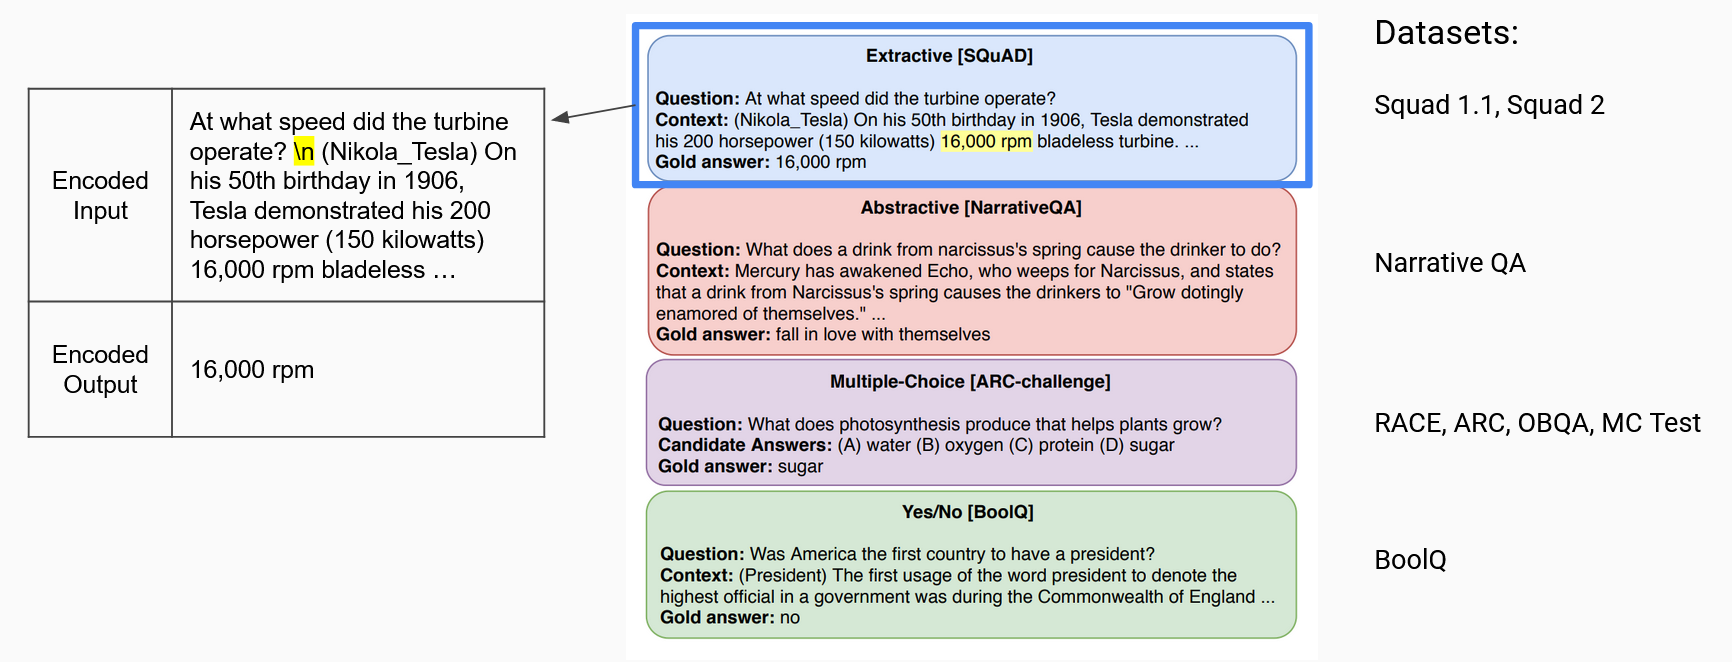 Encoded
Input
At what speed did the turbine
operate? \n (Nikola_Tesla) On
his 50th birthday in 1906,
Tesla demonstrated his 200
horsepower (150 kilowatts)
16,000 rpm bladeless …
Encoded
Output
16,000 rpm
Extractive [SQuAD]
Question: At what speed did the turbine operate?
Context: (Nikola_Tesla) On his 50th birthday in 1906, Tesla demonstrated
his 200 horsepower (150 kilowatts) 16,000 rpm bladeless turbine. ...
Gold answer: 16,000 rpm
Abstractive [NarrativeQA]
Question: What does a drink from narcissus's spring cause the drinker to do?
Context: Mercury has awakened Echo, who weeps for Narcissus, and states
that a drink from Narcissus's spring causes the drinkers to "Grow dotingly
enamored of themselves." ...
Gold answer: fall in love with themselves
Multiple-Choice [ARC-challenge]
Question: What does photosynthesis produce that helps plants grow?
Candidate Answers: (A) water (B) oxygen (C) protein (D) sugar
Gold answer: sugar
Yes/No [BoolQ]
Question: Was America the first country to have a president?
Context: (President) The first usage of the word president to denote the
highest official in a government was during the Commonwealth of England ...
Gold answer: no
Datasets:
Squad 1.1, Squad 2
Narrative QA
RACE, ARC, OBQA, MC Test
BoolQ